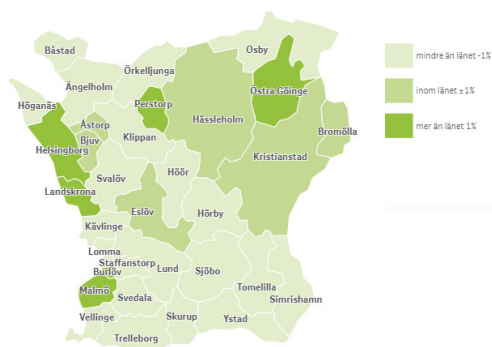 Båstad
Osby
Örkelljunga
Ängelholm
Östra Göinge
Höganäs
Perstorp
Hässleholm
Åstorp
Bromölla
Klippan
Bjuv
Helsingborg
Kristianstad
Höör
Svalöv
Landskrona
Eslöv
Hörby
Kävlinge
Lomma
Staffanstorp
Lund
Burlöv
Sjöbo
Malmö
Tomelilla
Svedala
Simrishamn
Vellinge
Skurup
Ystad
Trelleborg
mindre än länet -1%
inom länet ±1%
mer än länet 1%